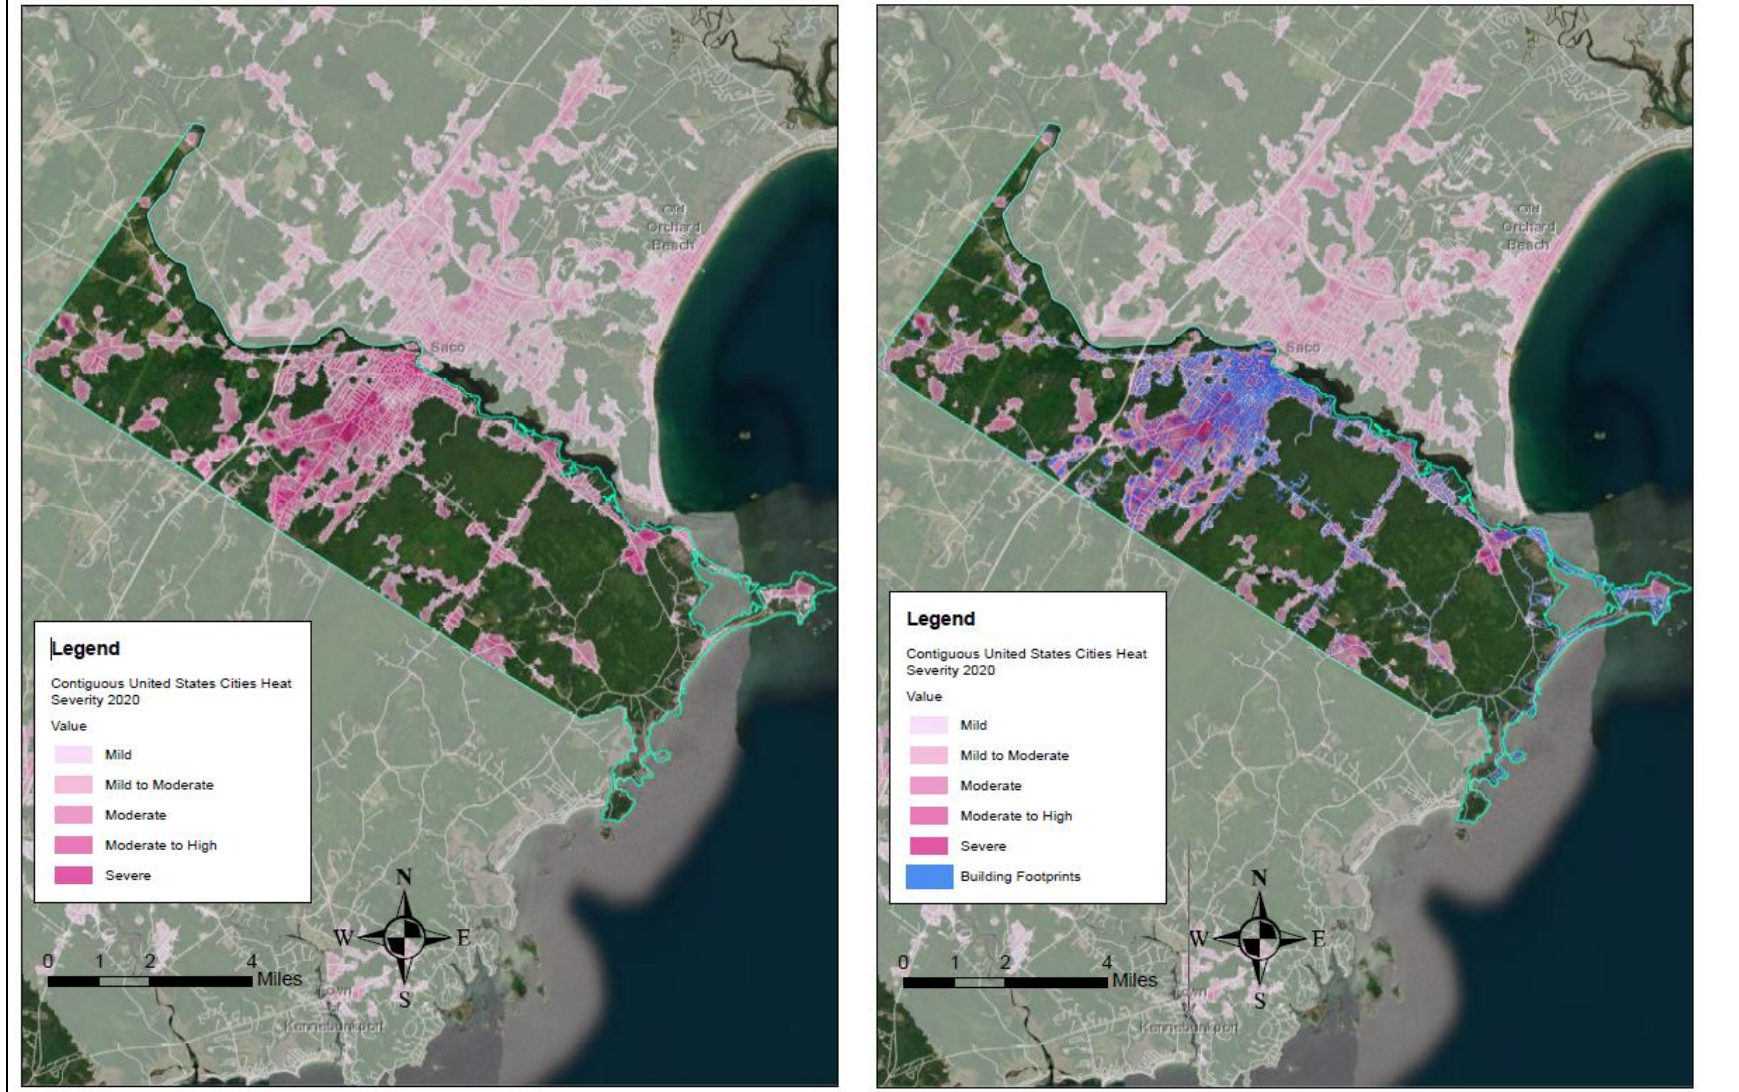 Old
Orchard
Beach
Saco
Legend
Contiguous United States Cities Heat
Severity 2020
Value
Mild
Mild to Moderate
Moderate
Moderate to High
Severe
N
W
E
S
0 1 2 4
Miles
Kennebunkport
Old
Orchard
Beach
Saco
Legend
Contiguous United States Cities Heat
Severity 2020
Value
Mild
Mild to Moderate
Moderate
Moderate to High
Severe
Building Footprints
N
W
E
S
0 1 2 4
Miles
Kennebunkport